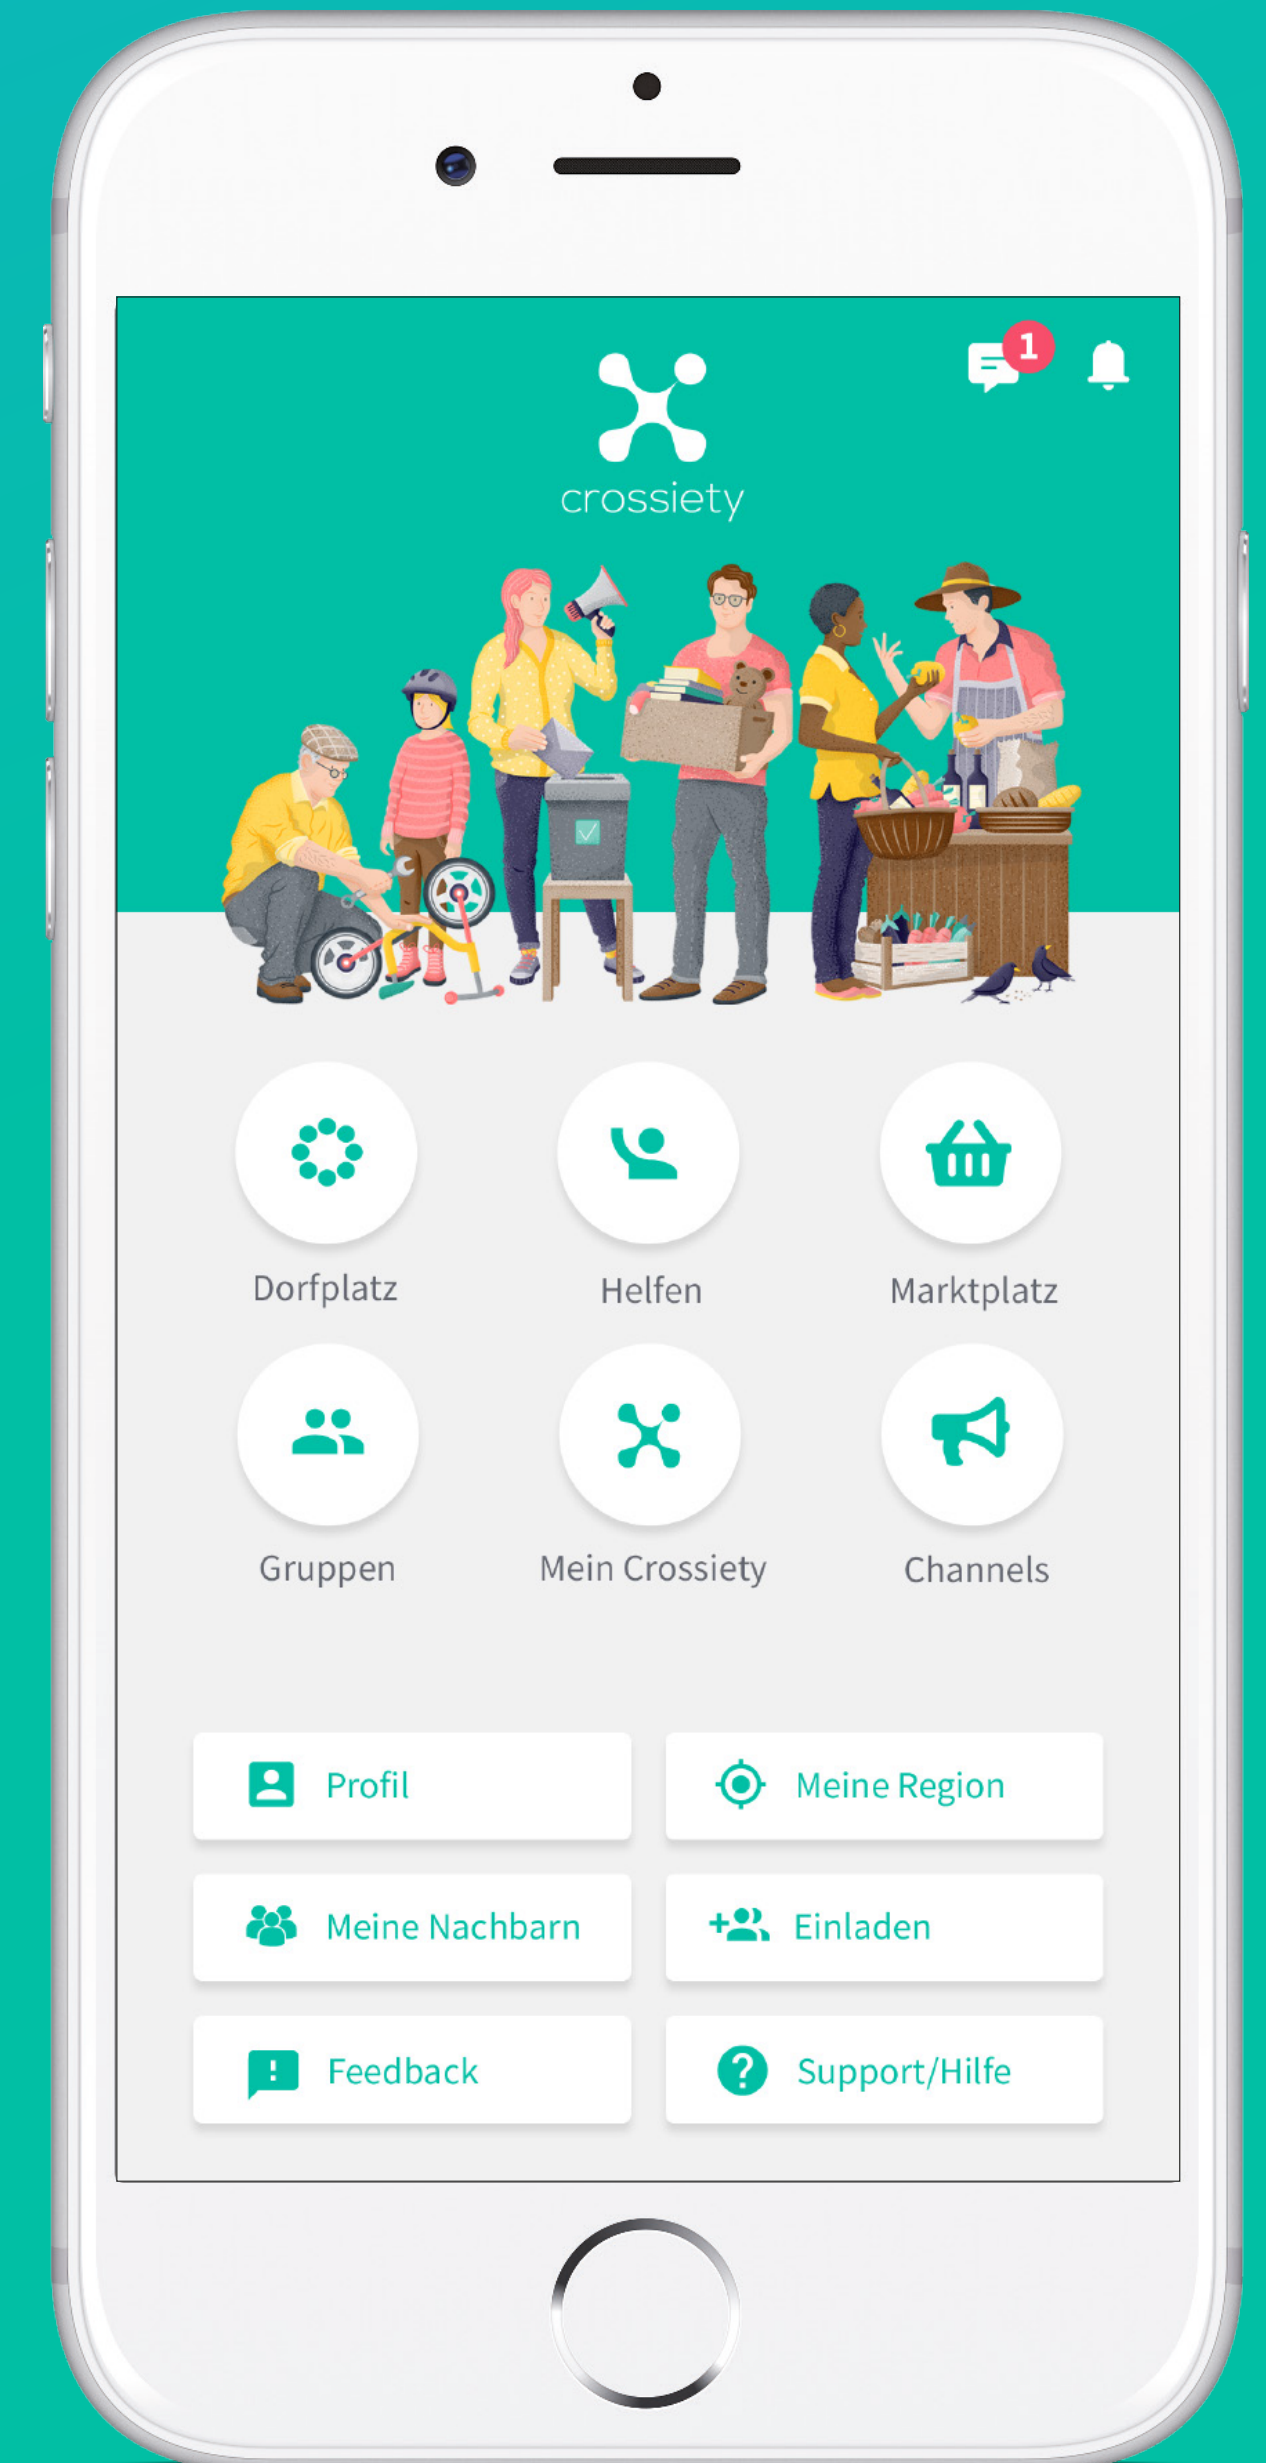 1
crossiety
Dorfplatz
Helfen
Marktplatz
Gruppen
Mein Crossiety
Channels
Profil
Meine Region
Meine Nachbarn
Einladen
Feedback
Support/Hilfe